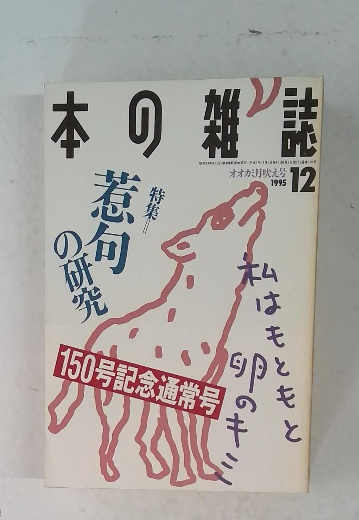 本の雑誌
オオカミ月吠え号
1995
12
特集=
惹句
の研究
私はもともと
卵のキミ
150号記念通常号